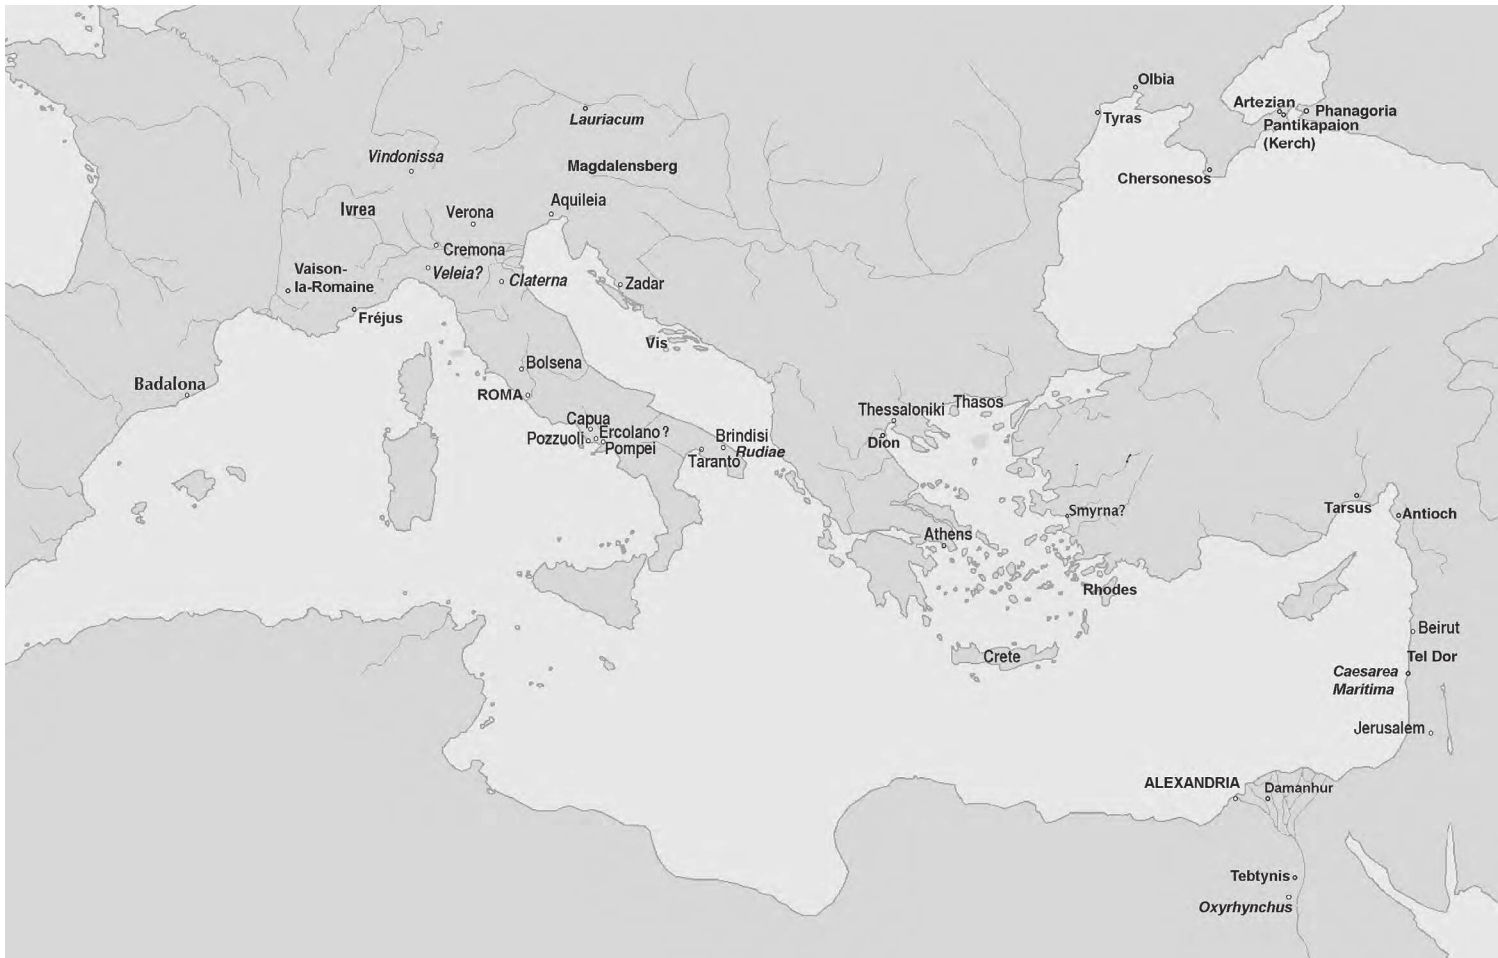 Olbia
Artezian
Phanagoria
Tyras
Pantikapaion
(Kerch)
Lauriacum
Vindonissa
Magdalensberg
Chersonesos
Ivrea
Verona
Aquileia
Cremona
Veleia?
Claterna
Vaison-
la-Romaine
Zadar
Fréjus
Vis
Bolsena
Badalona
ROMA
Capua
Ercolano?
Pozzuoli
Pompei
Brindisi
Rudiae
Taranto
Thessaloniki
Thasos
Dion
Smyrna?
Athens
Tarsus
Antioch
Rhodes
Crete
Beirut
Tel Dor
Caesarea
Maritima
Jerusalem
ALEXANDRIA
Damanhur
Tebtynis
Oxyrhynchus